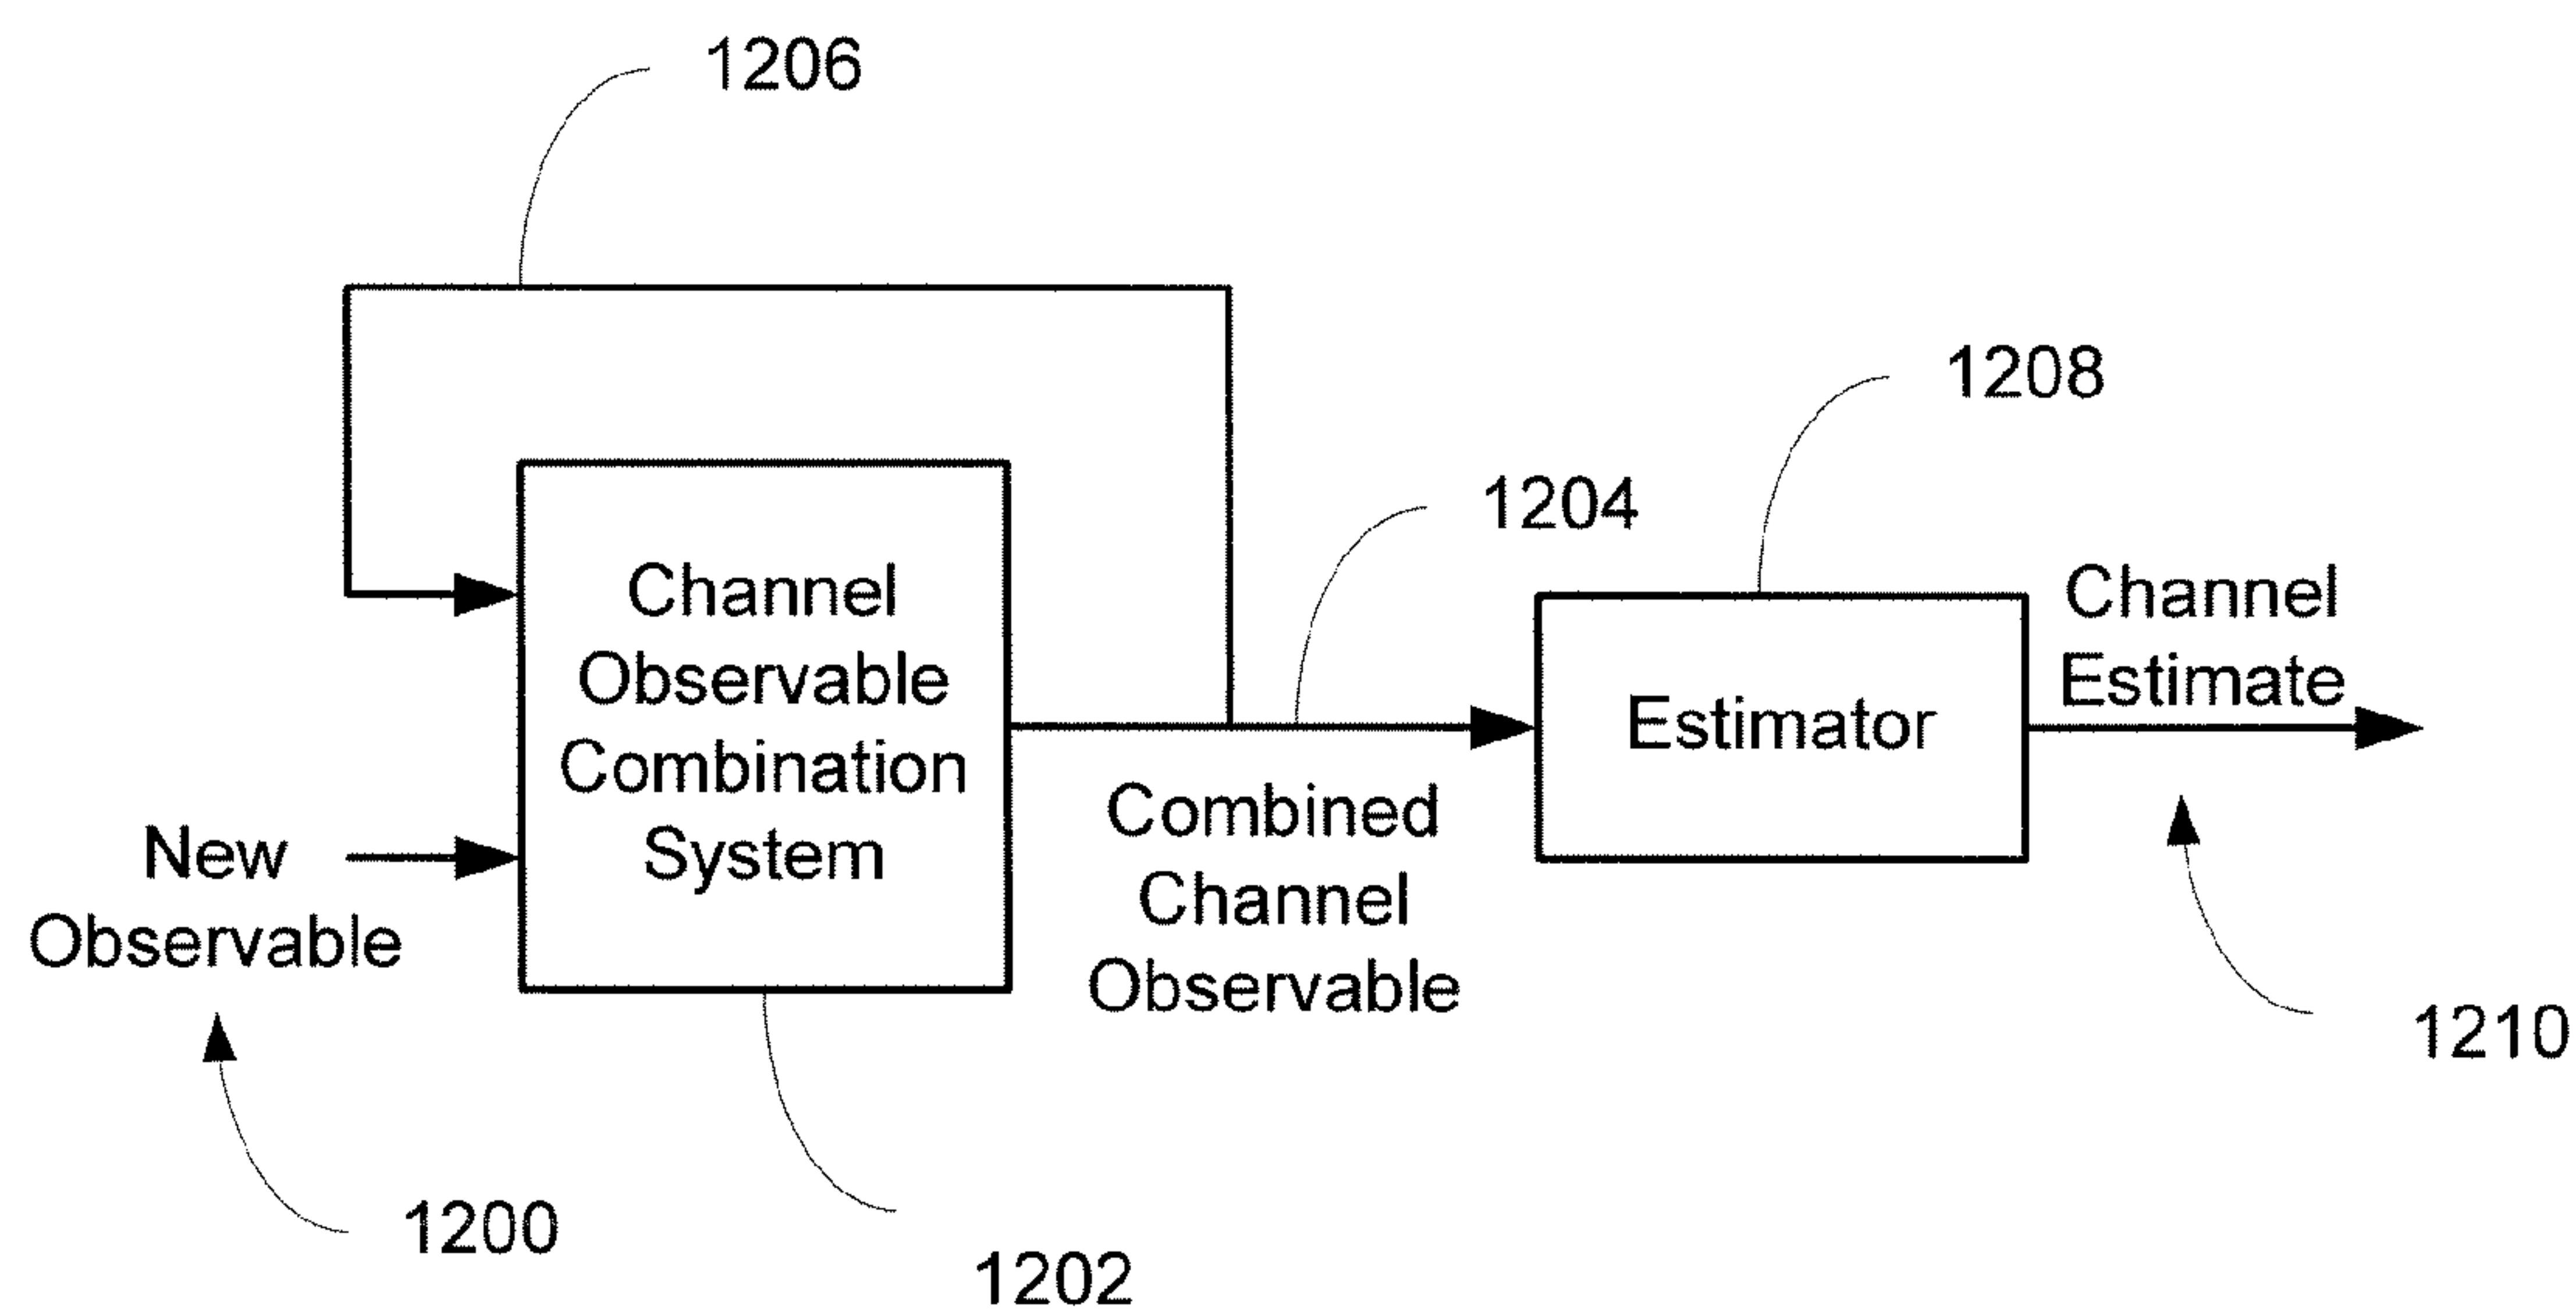 1206
1208
1204
Channel
Observable
Combination
System
Channel
Estimate
Estimator
New
Observable
Combined
Channel
Observable
1210
1200
1202